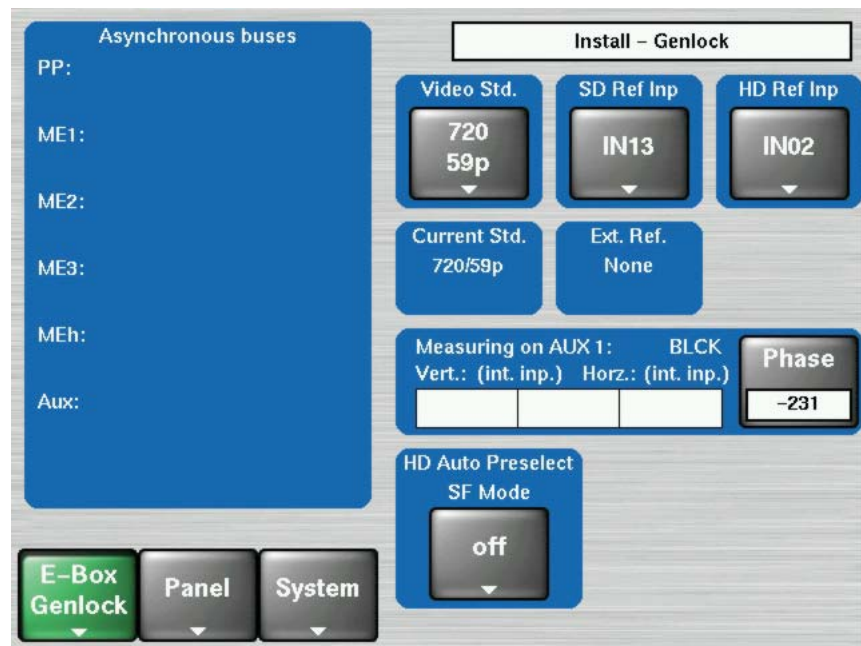 Asynchronous buses
PP:
ME1:
ME2:
ME3:
MEh:
Aux:
Install – Genlock
Video Std.
720
59p
SD Ref Inp
IN13
HD Ref Inp
IN02
Current Std.
720/59p
Ext. Ref.
None
Measuring on AUX 1: BLCK
Vert.: (int. inp.) Horz.: (int. inp.)
Phase
-231
HD Auto Preselect
SF Mode
off
E-Box
Genlock
Panel
System